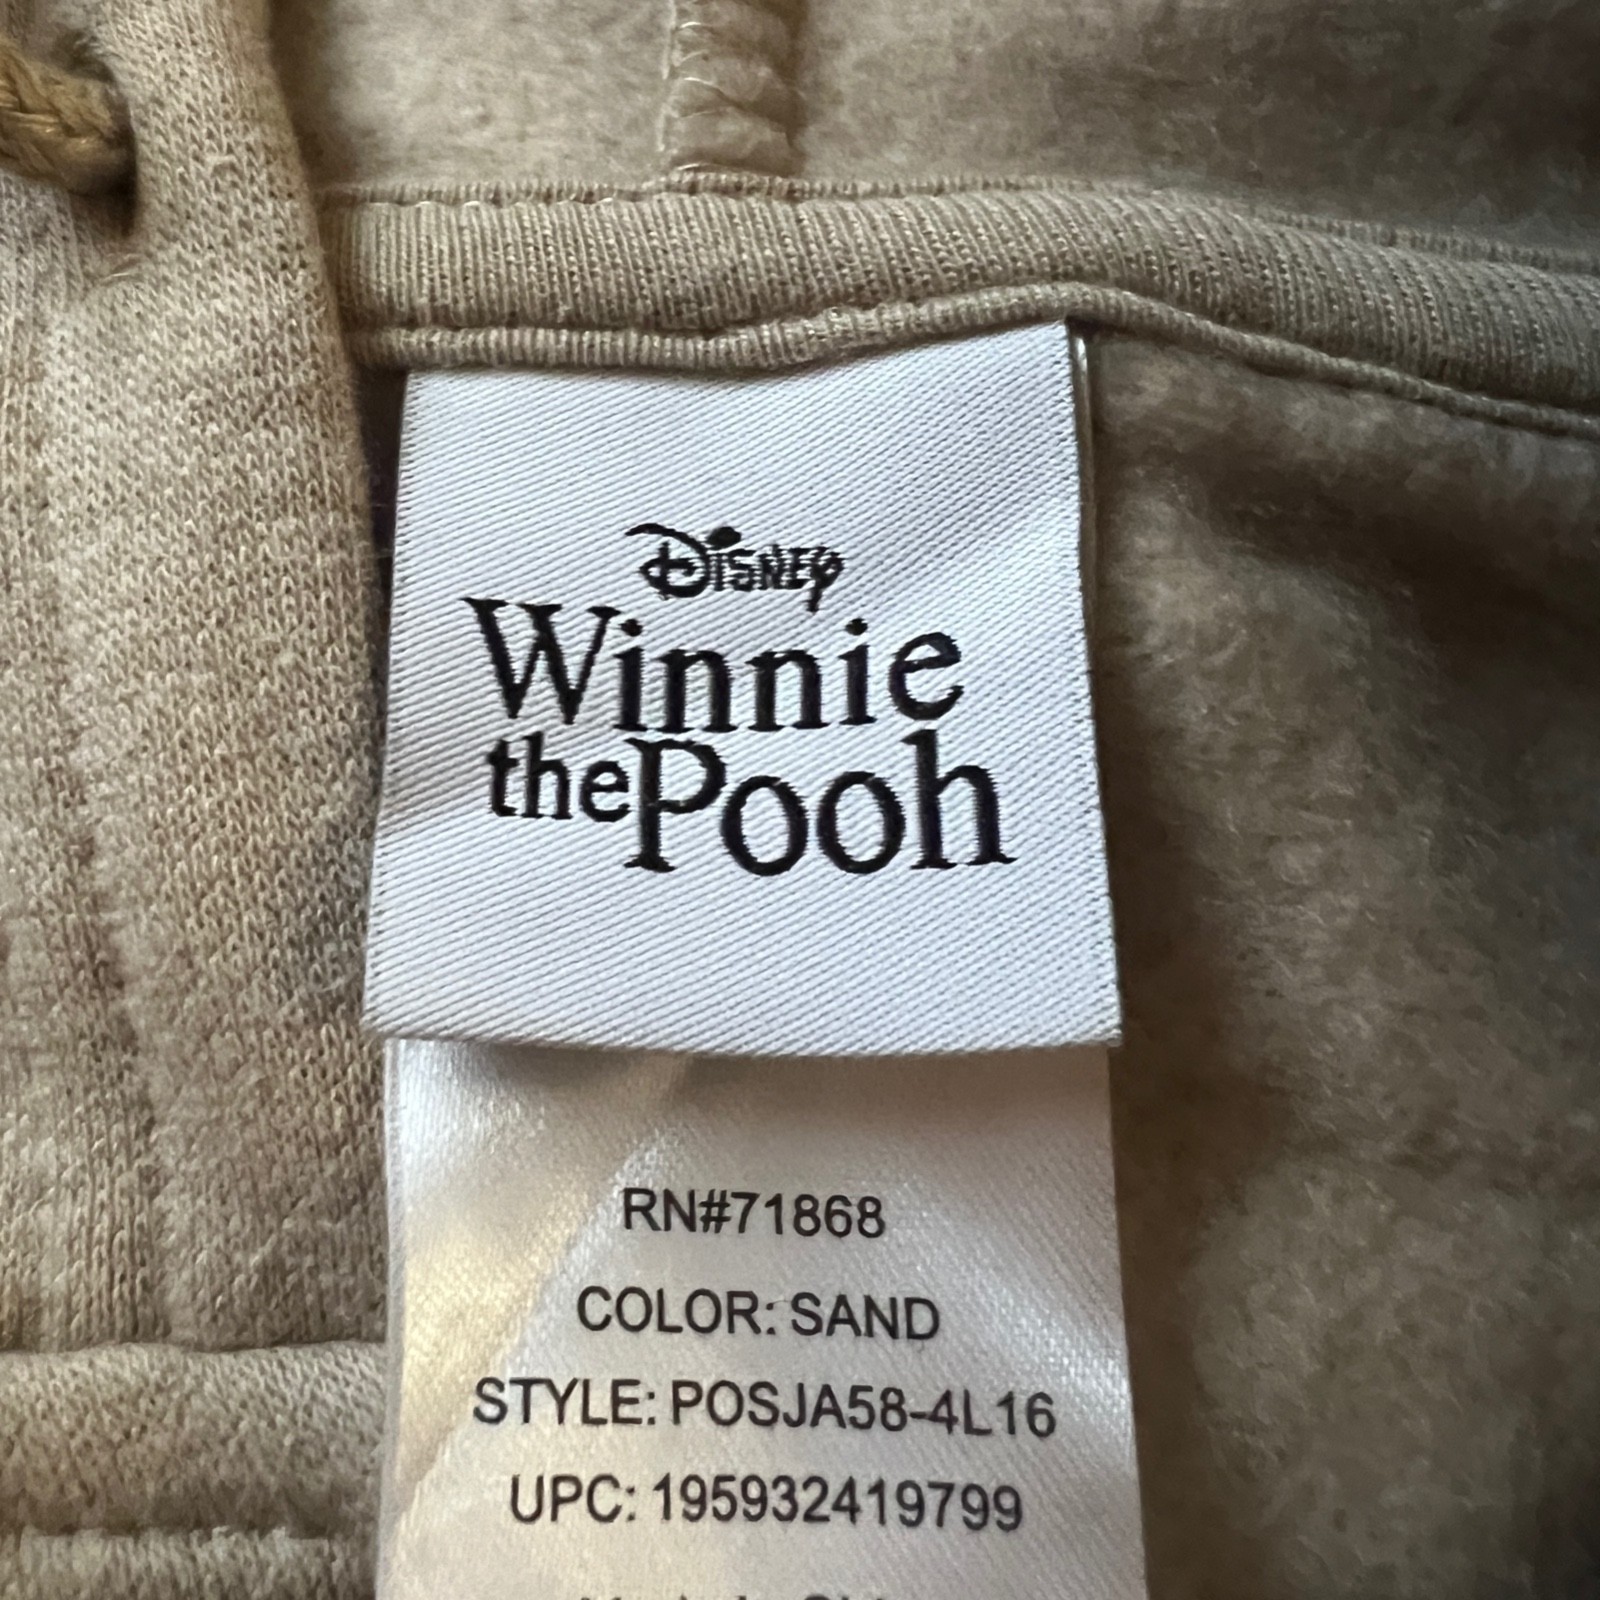 Disney
Winnie
the Pooh
RN#71868
COLOR: SAND
STYLE: POSJA58-4L16
UPC: 195932419799